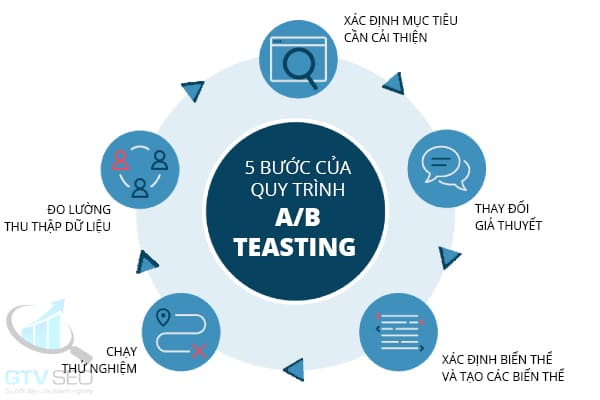 XÁC ĐỊNH MỤC TIÊU
CẦN CẢI THIỆN
5 BƯỚC CỦA
QUY TRÌNH
A/B
TEASTING
THAY ĐỔI
GIẢ THUYẾT
XÁC ĐỊNH BIẾN THỂ
VÀ TẠO CÁC BIẾN THỂ
CHẠY
THỬ NGHIỆM
ĐO LƯỜNG
THU THẬP DỮ LIỆU
GTV SEO